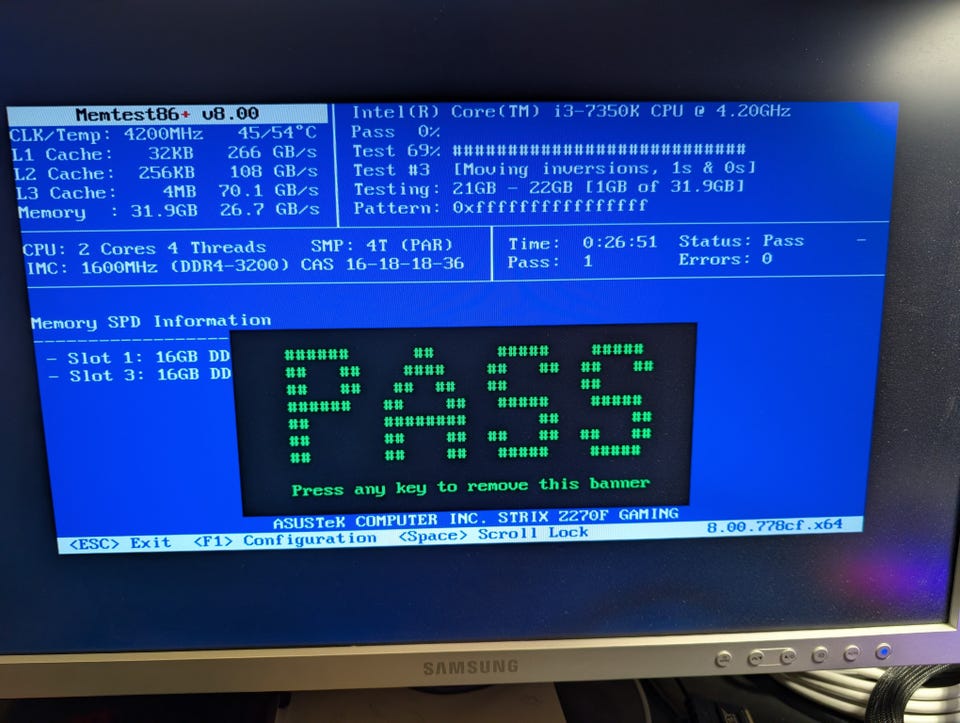 Memtest86+ v8.00
Intel(R) Core(TM) i3-7350K CPU @ 4.20GHz
CLK/Temp: 4200MHz 45/54°C
Pass 0%
L1 Cache: 32KB 266 GB/s
Test 69% ###########################
L2 Cache: 256KB 108 GB/s
Test #3 [Moving inversions, 1s & 0s]
L3 Cache: 4MB 70.1 GB/s
Testing: 21GB - 22GB [1GB of 31.9GB]
Memory : 31.9GB 26.7 GB/s
Pattern: 0xffffffffffffffff
CPU: 2 Cores 4 Threads SMP: 4T (PAR)
Time: 0:26:51 Status: Pass -
IMC: 1600MHz (DDR4-3200) CAS 16-18-18-36
Pass: 1 Errors: 0
Memory SPD Information
- Slot 1: 16GB DD
- Slot 3: 16GB DD
PASS
Press any key to remove this banner
ASUSTeK COMPUTER INC. STRIX Z270F GAMING
<ESC> Exit <F1> Configuration <Space> Scroll Lock 8.00.778cf.x64
SAMSUNG